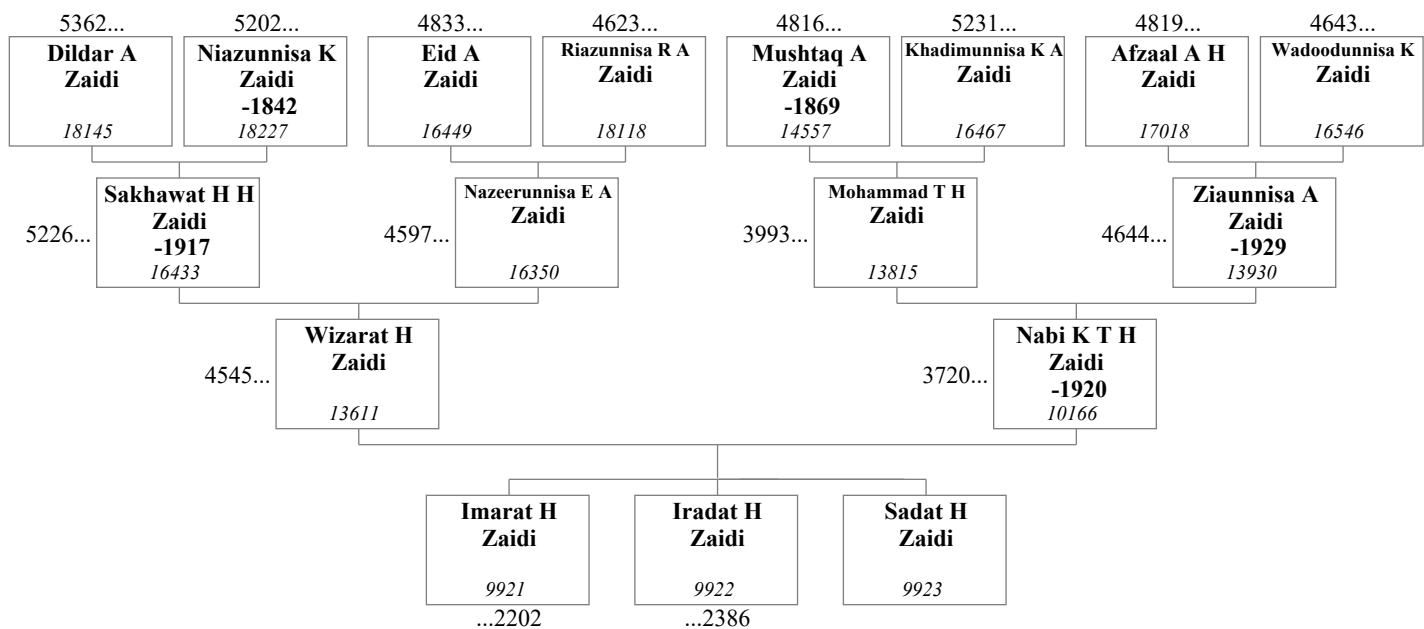 5362...
5202...
4833...
4623...
4816...
5231...
4819...
4643...
Dildar A
Zaidi
18145
Niazunnisa K
Zaidi
-1842
18227
Eid A
Zaidi
16449
Riazunnisa R A
Zaidi
18118
Mushtaq A
Zaidi
-1869
14557
Khadimunnisa K A
Zaidi
16467
Afzaal A H
Zaidi
17018
Wadoodunnisa K
Zaidi
16546
5226...
Sakhawat H H
Zaidi
-1917
16433
4597...
Nazeerunnisa E A
Zaidi
16350
3993...
Mohammad T H
Zaidi
13815
4644...
Ziaunnisa A
Zaidi
-1929
13930
4545...
Wizarat H
Zaidi
13611
3720...
Nabi K T H
Zaidi
-1920
10166
Imarat H
Zaidi
9921
...2202
Iradat H
Zaidi
9922
...2386
Sadat H
Zaidi
9923